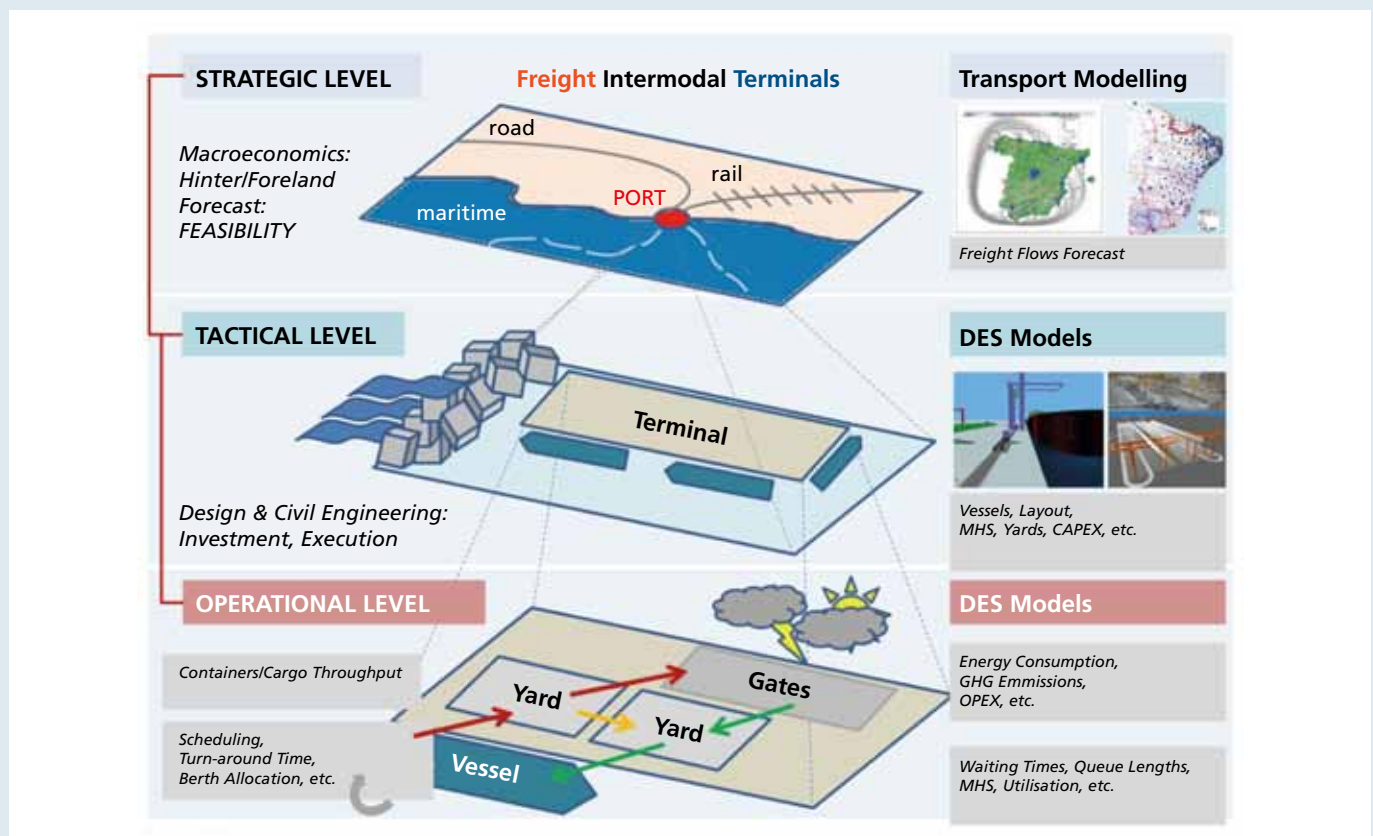 STRATEGIC LEVEL
Freight Intermodal Terminals
Transport Modelling
Macroeconomics:
Hinter/Foreland
Forecast:
FEASIBILITY
road
rail
PORT
maritime
Freight Flows Forecast
TACTICAL LEVEL
DES Models
Terminal
Design & Civil Engineering:
Investment, Execution
Vessels, Layout,
MHS, Yards, CAPEX, etc.
OPERATIONAL LEVEL
DES Models
Containers/Cargo Throughput
Scheduling,
Turn-around Time,
Berth Allocation, etc.
Yard
Gates
Yard
Vessel
Energy Consumption,
GHG Emmissions,
OPEX, etc.
Waiting Times, Queue Lengths,
MHS, Utilisation, etc.